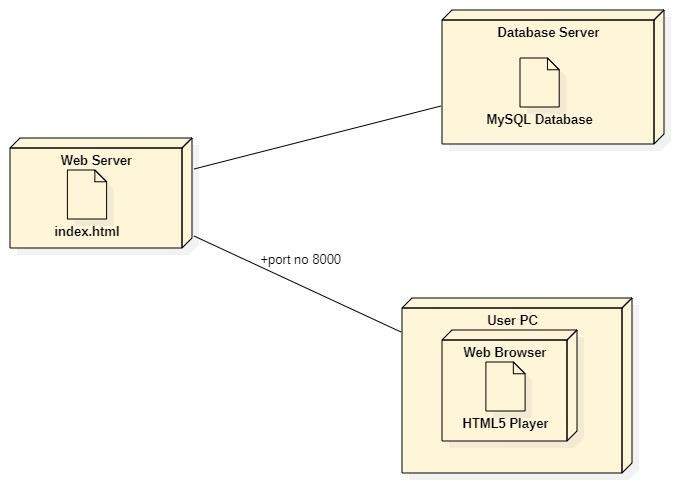 Database Server
MySQL Database
Web Server
index.html
+port no 8000
User PC
Web Browser
HTML5 Player